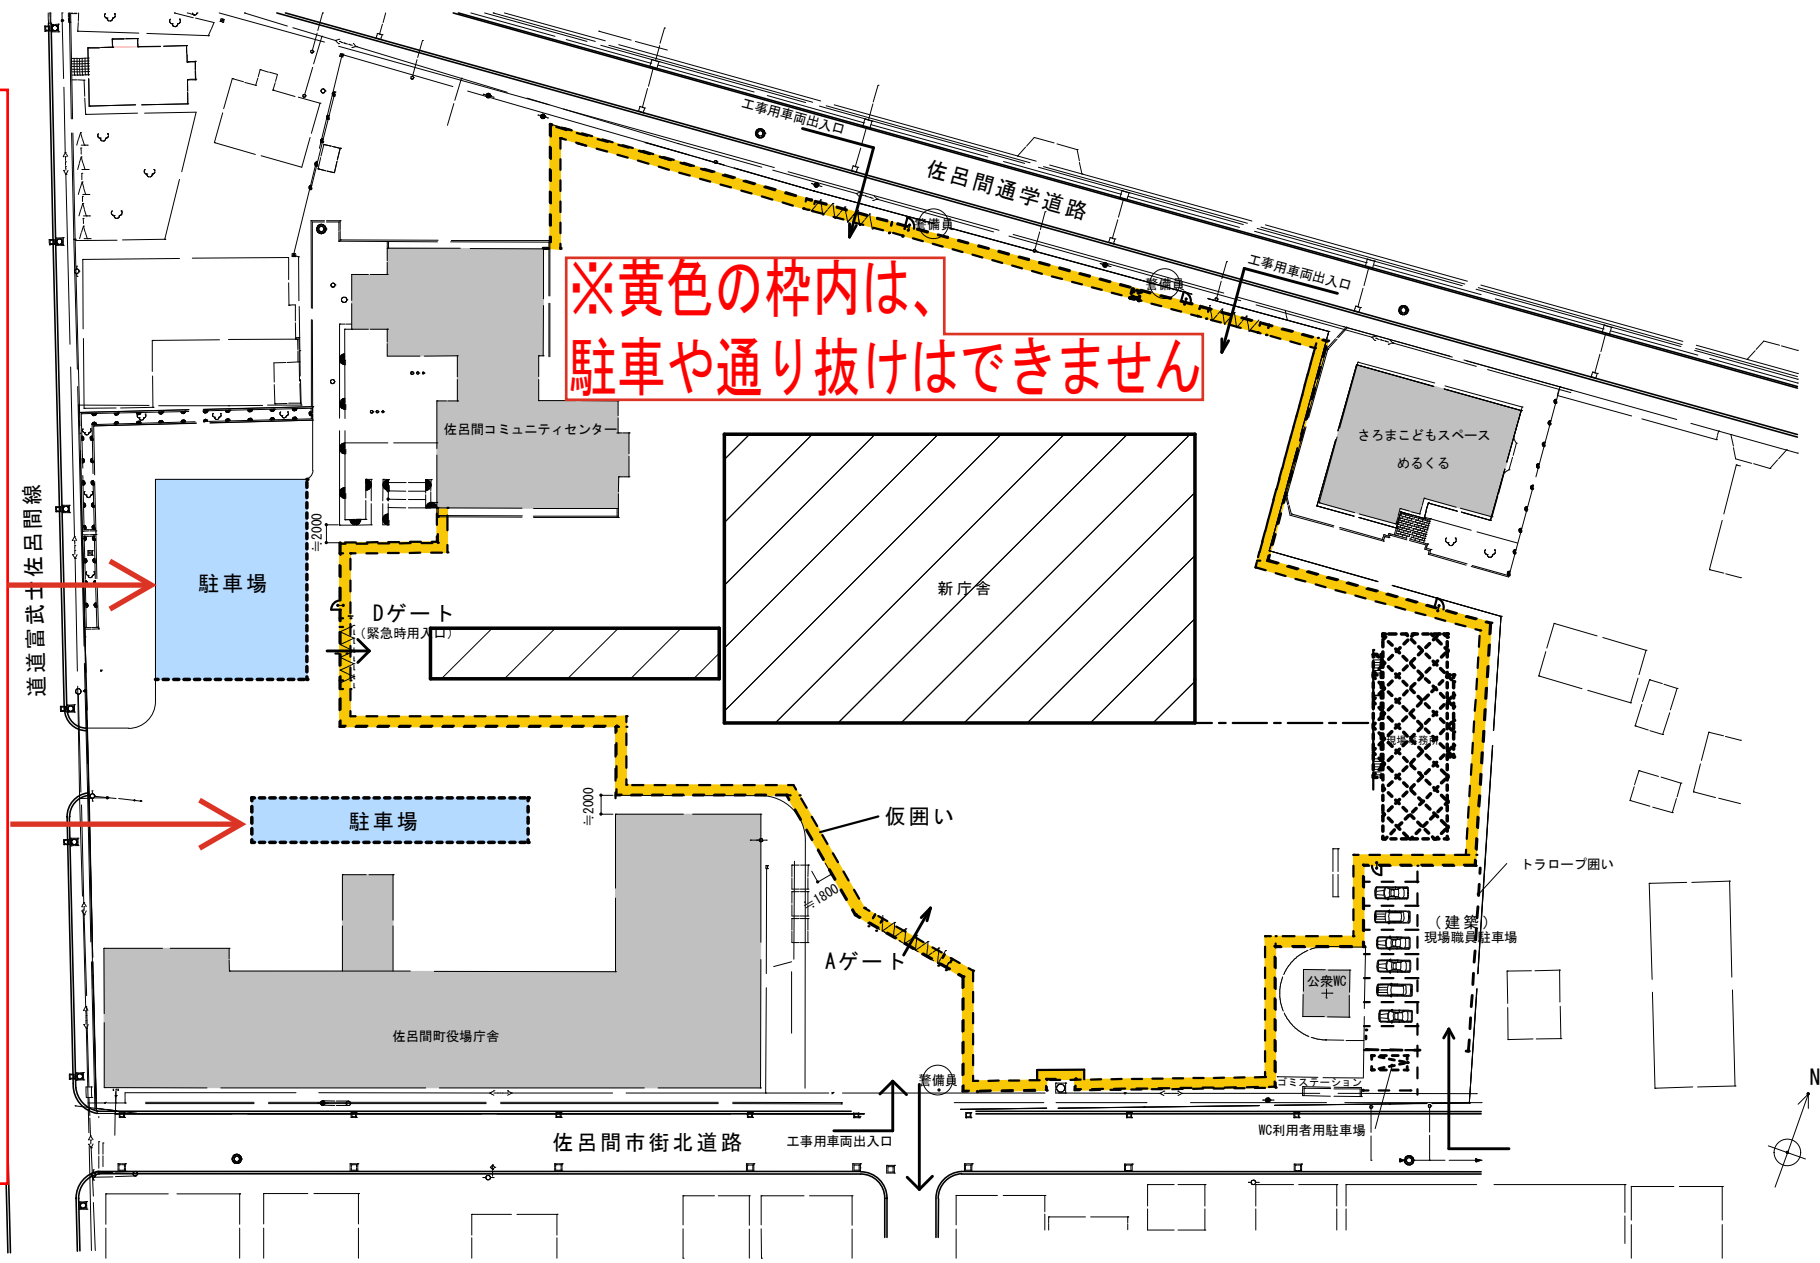 工事用車両出入口
佐呂間通学道路
警備員
工事用車両出入口
警備員
※黄色の枠内は、
駐車や通り抜けはできません
佐呂間コミュニティセンター
さろまこどもスペース
めるくる
道道富武士佐呂間線
≒2000
駐車場
新庁舎
Dゲート
(緊急時用入口)
現場事務所
駐車場
≒2000
仮囲い
トラロープ囲い
≒1800
(建築)
現場職員駐車場
Aゲート
公衆WC
佐呂間町役場庁舎
警備員
ゴミステーション
N
佐呂間市街北道路
工事用車両出入口
WC利用者用駐車場